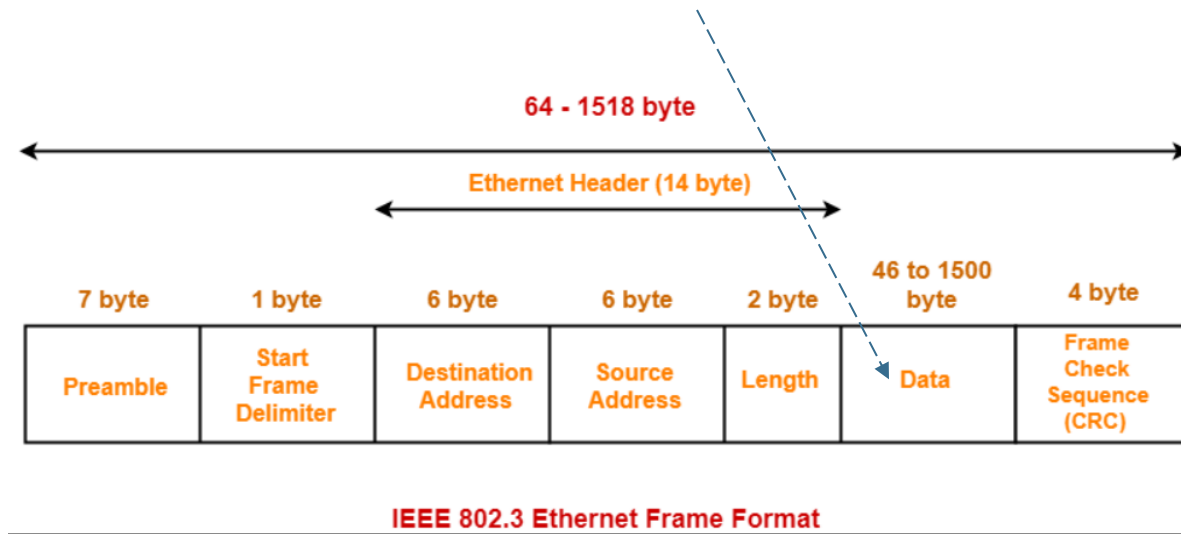 64 - 1518 byte
Ethernet Header (14 byte)
46 to 1500
7 byte 1 byte 6 byte 6 byte 2 byte byte 4 byte
Preamble
Start
Frame
Delimiter
Destination
Address
Source
Address
Length
Data
Frame
Check
Sequence
(CRC)
IEEE 802.3 Ethernet Frame Format